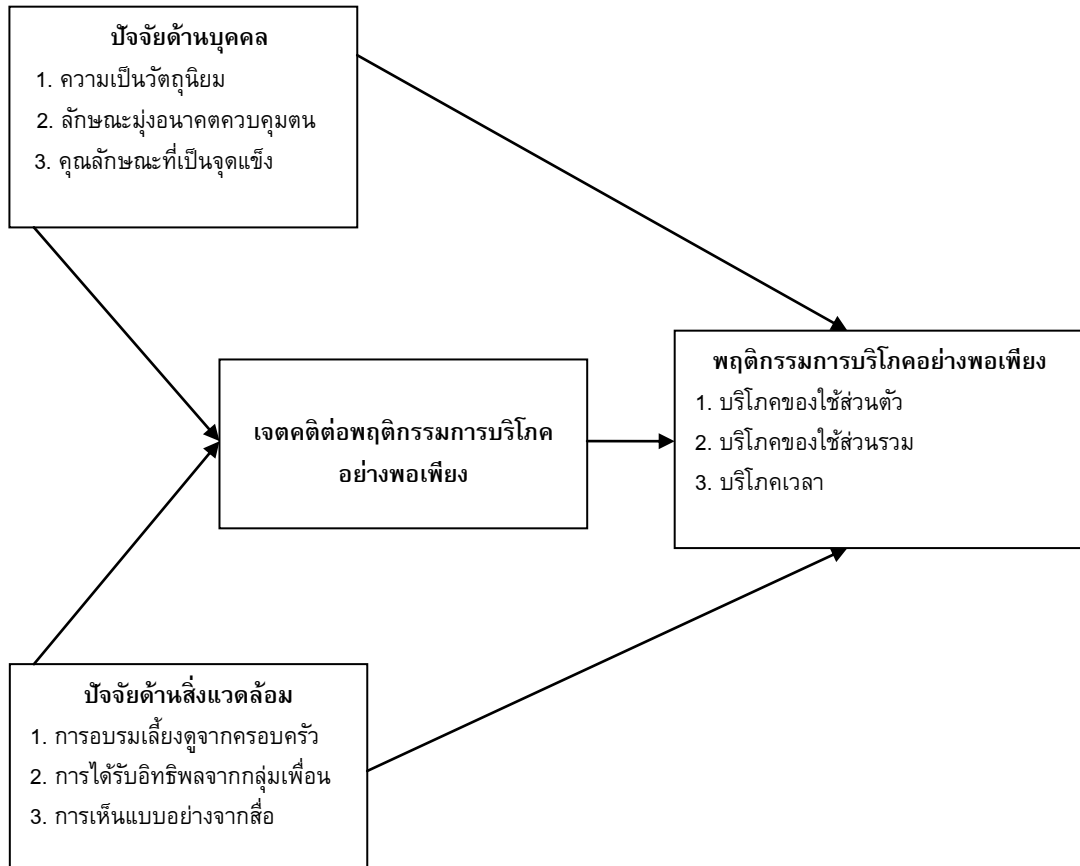 ปัจจัยด้านบุคคล
1. ความเป็นวัตถุนิยม
2. ลักษณะมุ่งอนาคตควบคุมตน
3. คุณลักษณะที่เป็นจุดแข็ง
เจตคติต่อพฤติกรรมการบริโภค
อย่างพอเพียง
พฤติกรรมการบริโภคอย่างพอเพียง
1. บริโภคของใช้ส่วนตัว
2. บริโภคของใช้ส่วนรวม
3. บริโภคเวลา
ปัจจัยด้านสิ่งแวดล้อม
1. การอบรมเลี้ยงดูจากครอบครัว
2. การได้รับอิทธิพลจากกลุ่มเพื่อน
3. การเห็นแบบอย่างจากสื่อ